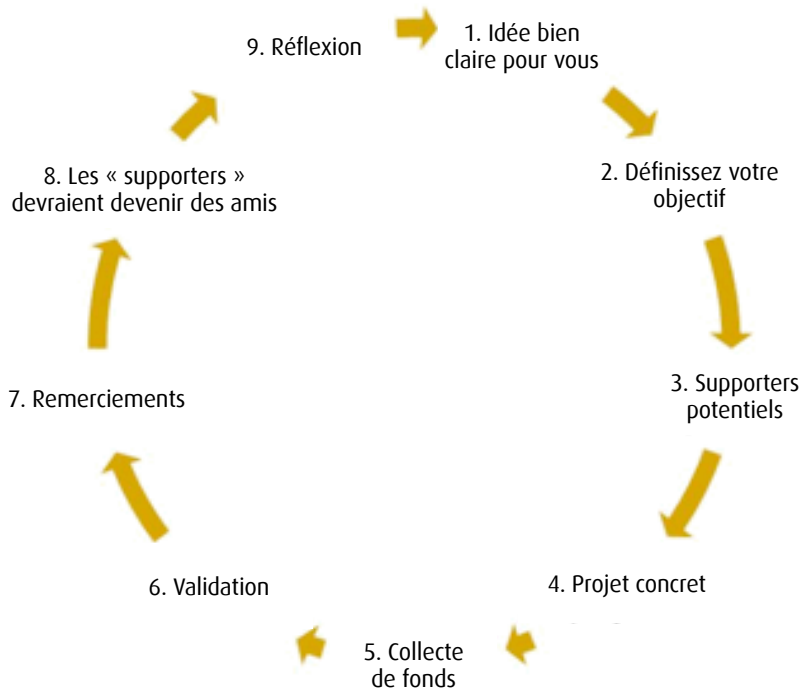 1. Idée bien
claire pour vous
2. Définissez votre
objectif
3. Supporters
potentiels
4. Projet concret
5. Collecte
de fonds
6. Validation
7. Remerciements
8. Les « supporters »
devraient devenir des amis
9. Réflexion